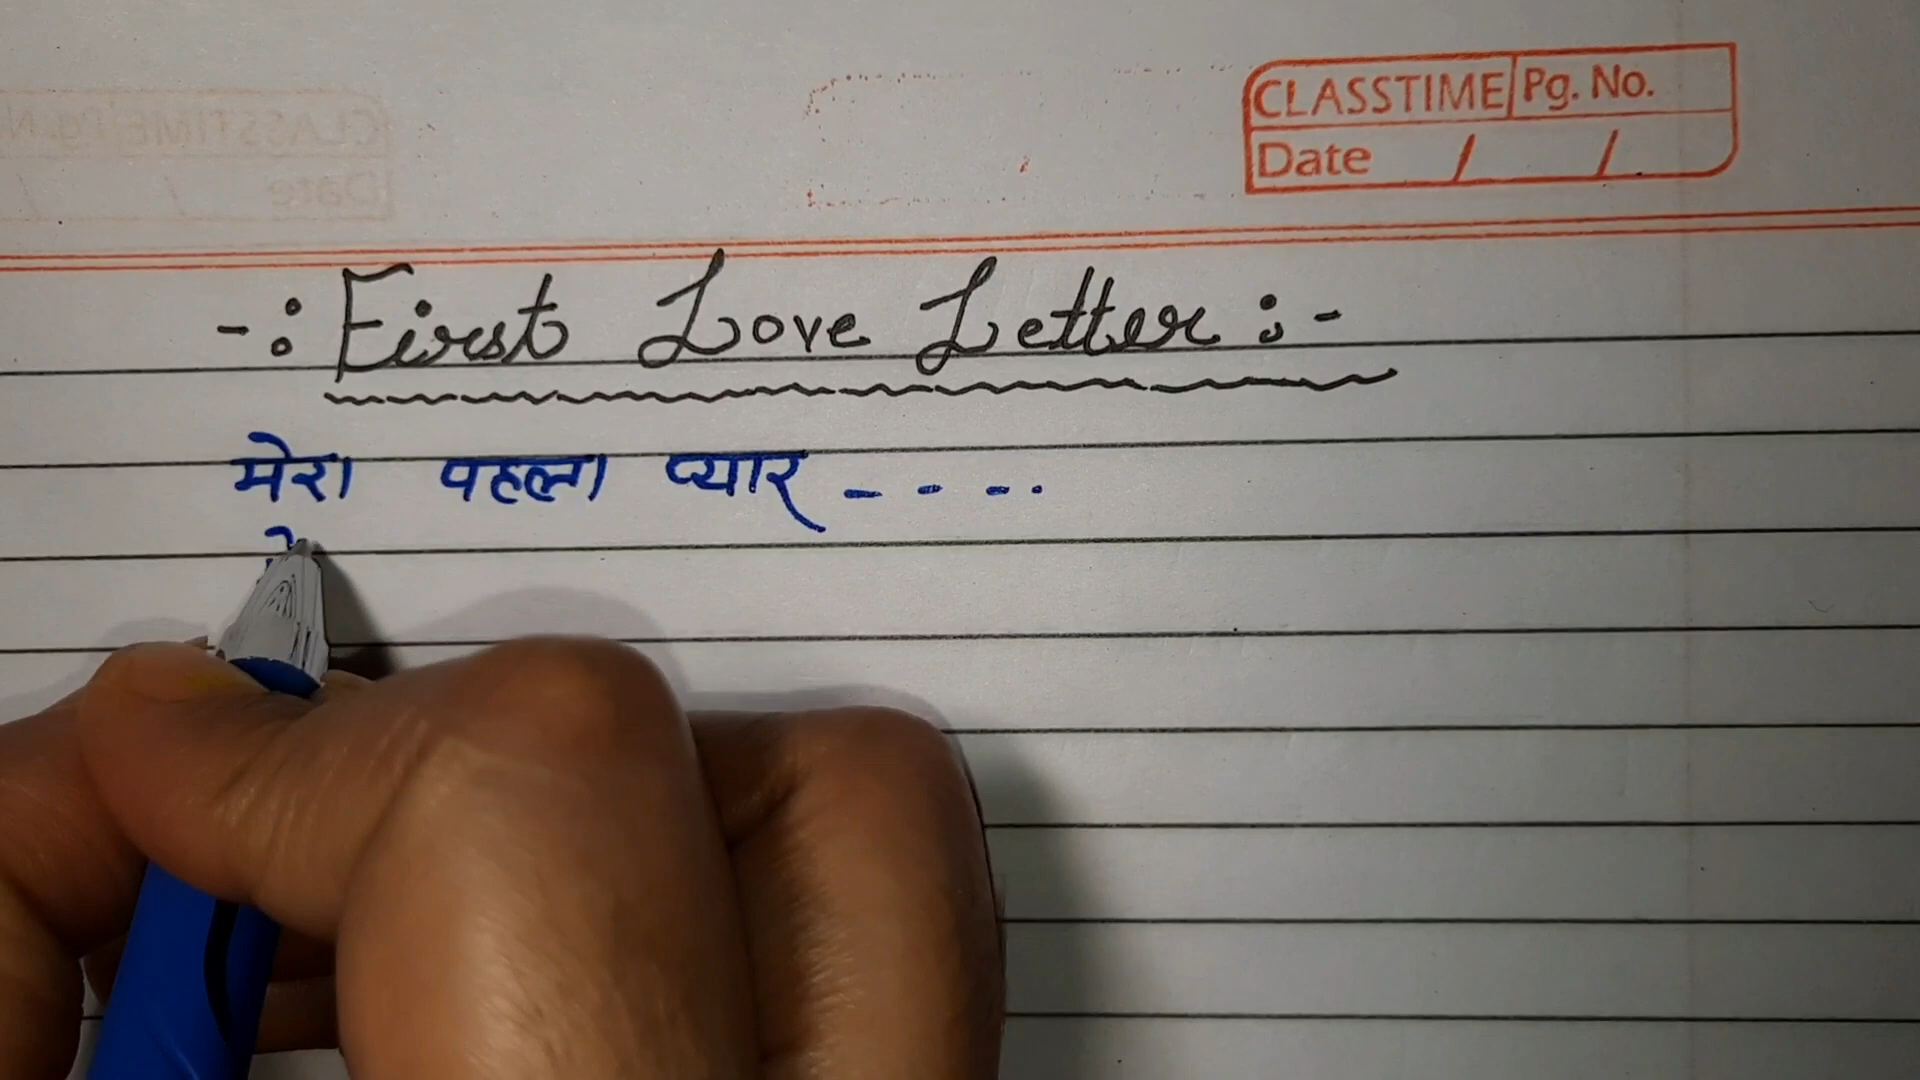 CLASSTIME Pg. No.
Date / /
-: First Love Letter :-
मेरा पहला प्यार - - - ..